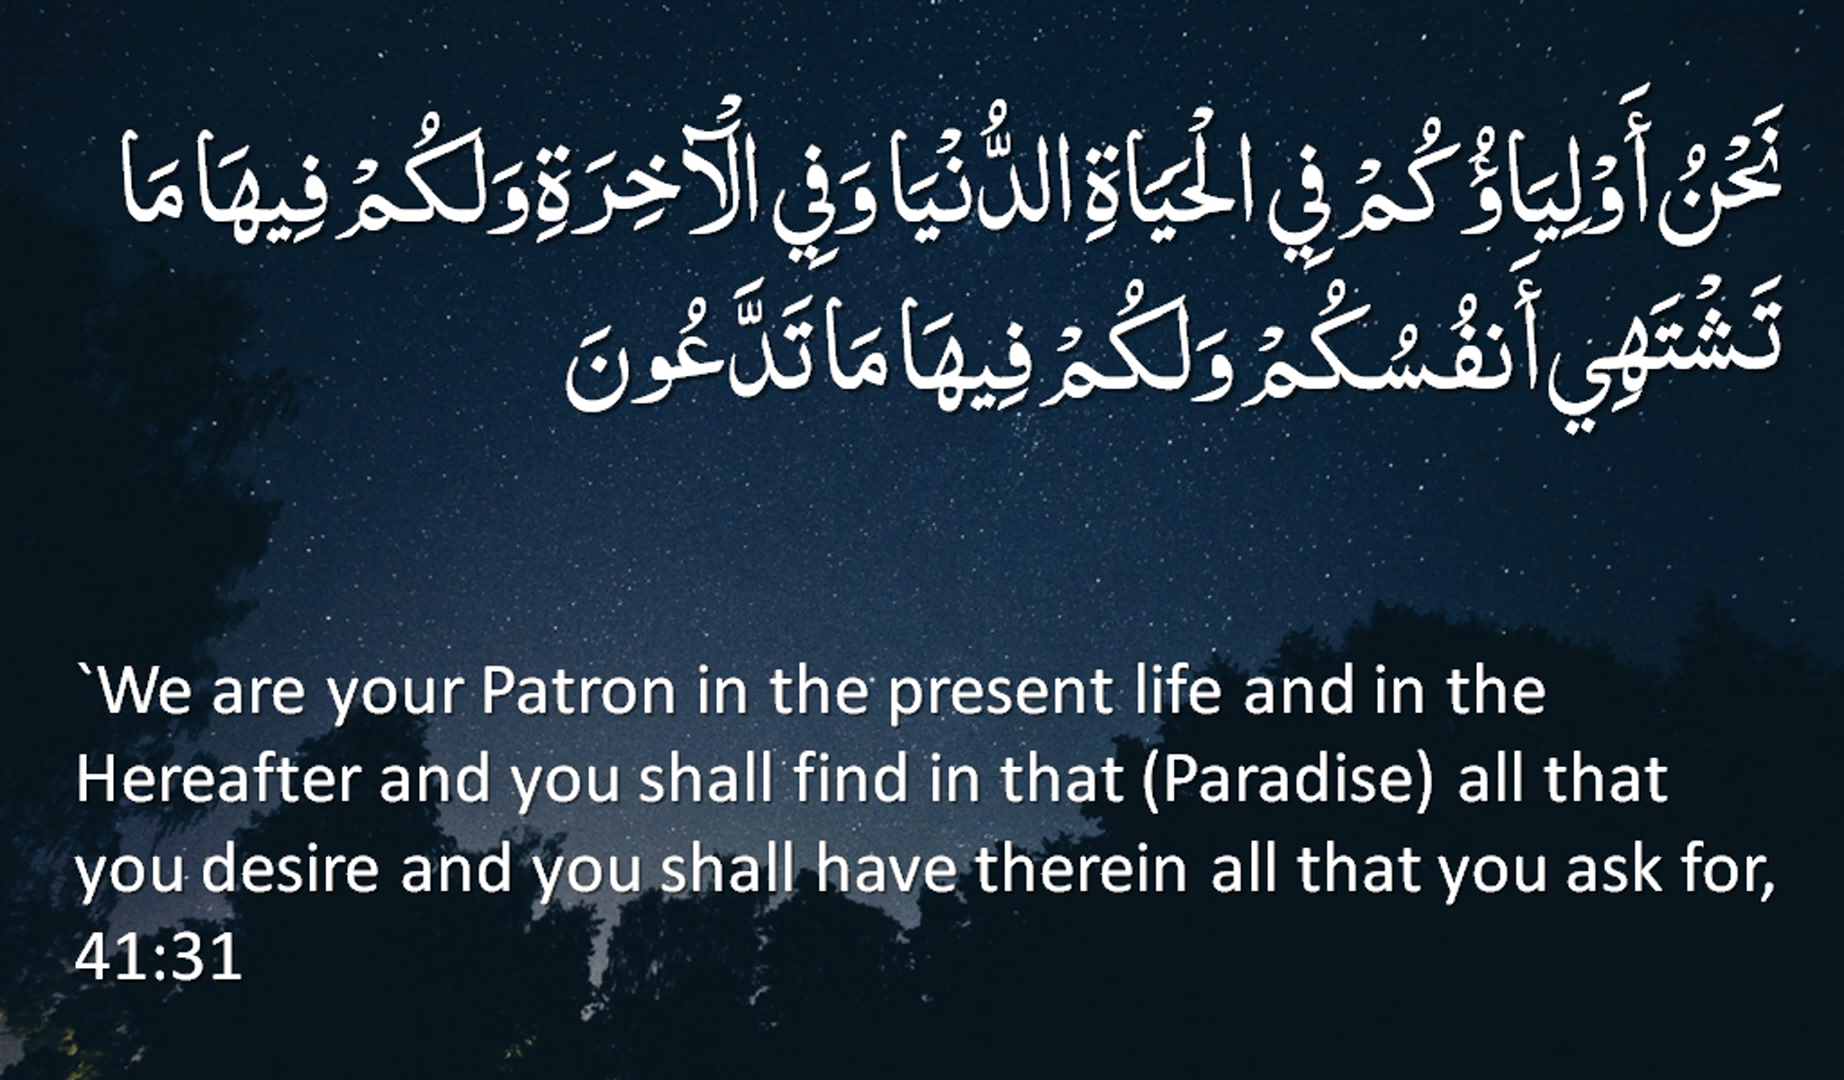 نَحْنُ أَوْلِيَاؤُكُمْ فِي الْحَيَاةِ الدُّنْيَا وَفِي الْآخِرَةِ وَلَكُمْ فِيهَا مَا
تَشْتَهِي أَنفُسُكُمْ وَلَكُمْ فِيهَا مَا تَدَّعُونَ
`We are your Patron in the present life and in the
Hereafter and you shall find in that (Paradise) all that
you desire and you shall have therein all that you ask for,
41:31